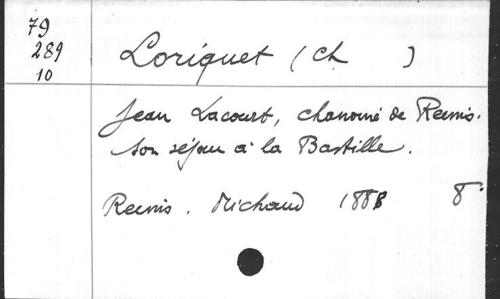 79
289
10
Loriquet (Ch )
Jean Lacourt, chanoine de Reims.
son séjour à la Bastille.
Reims. Michaud 1888 8°